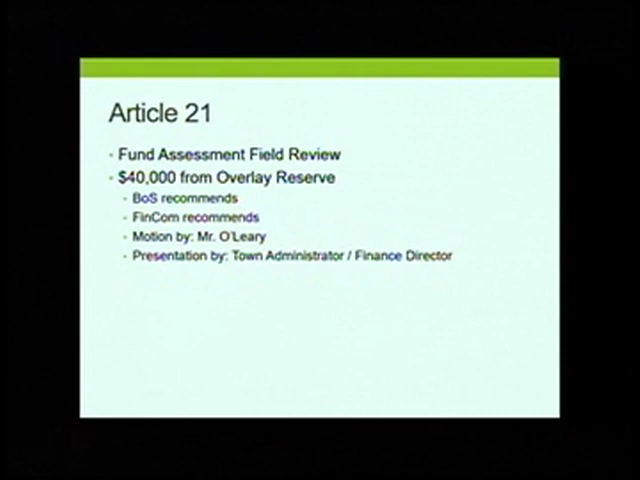 Article 21
Fund Assessment Field Review
$40,000 from Overlay Reserve
BoS recommends
FinCom recommends
Motion by: Mr. O'Leary
Presentation by: Town Administrator / Finance Director